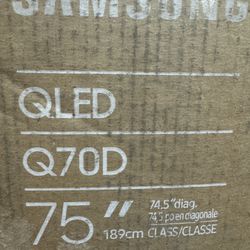 SAMSUNG
QLED
Q70D
75"
74.5"diag.
74,5 po en diagonale
189cm CLASS/CLASSE